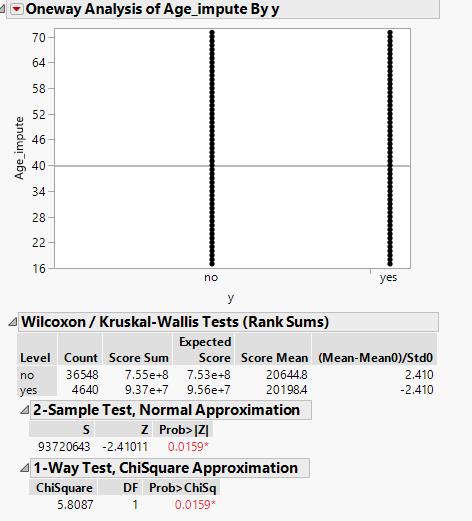 Oneway Analysis of Age_impute By y
70
64
58
52
46
40
34
28
22
16
Age_impute
no yes
y
Wilcoxon / Kruskal-Wallis Tests (Rank Sums)
Expected
Level Count Score Sum Score Score Mean (Mean-Mean0)/Std0
no 36548 7.55e+8 7.53e+8 20644.8 2.410
yes 4640 9.37e+7 9.56e+7 20198.4 -2.410
2-Sample Test, Normal Approximation
S Z Prob>|Z|
93720643 -2.41011 0.0159*
1-Way Test, ChiSquare Approximation
ChiSquare DF Prob>ChiSq
5.8087 1 0.0159*